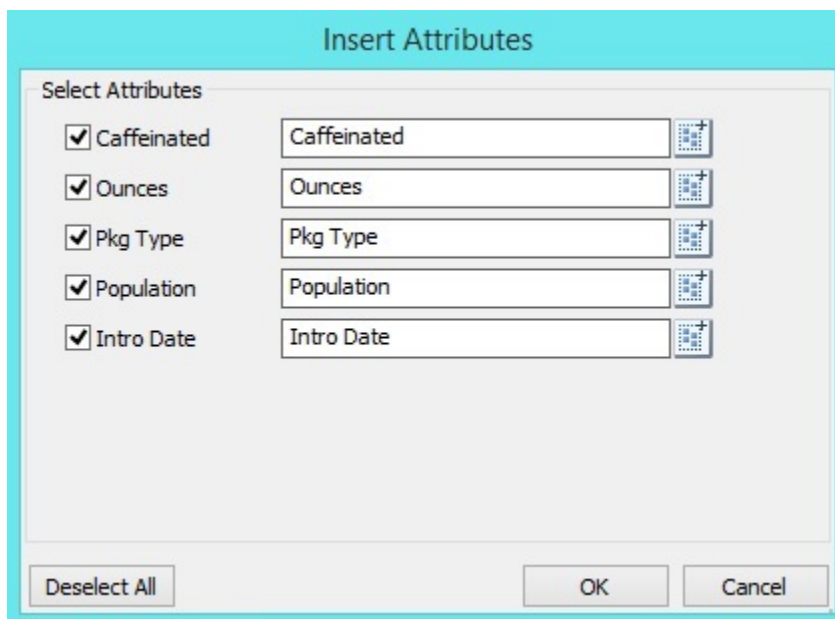 Insert Attributes
Select Attributes
Caffeinated Caffeinated
Ounces Ounces
Pkg Type Pkg Type
Population Population
Intro Date Intro Date
Deselect All OK Cancel